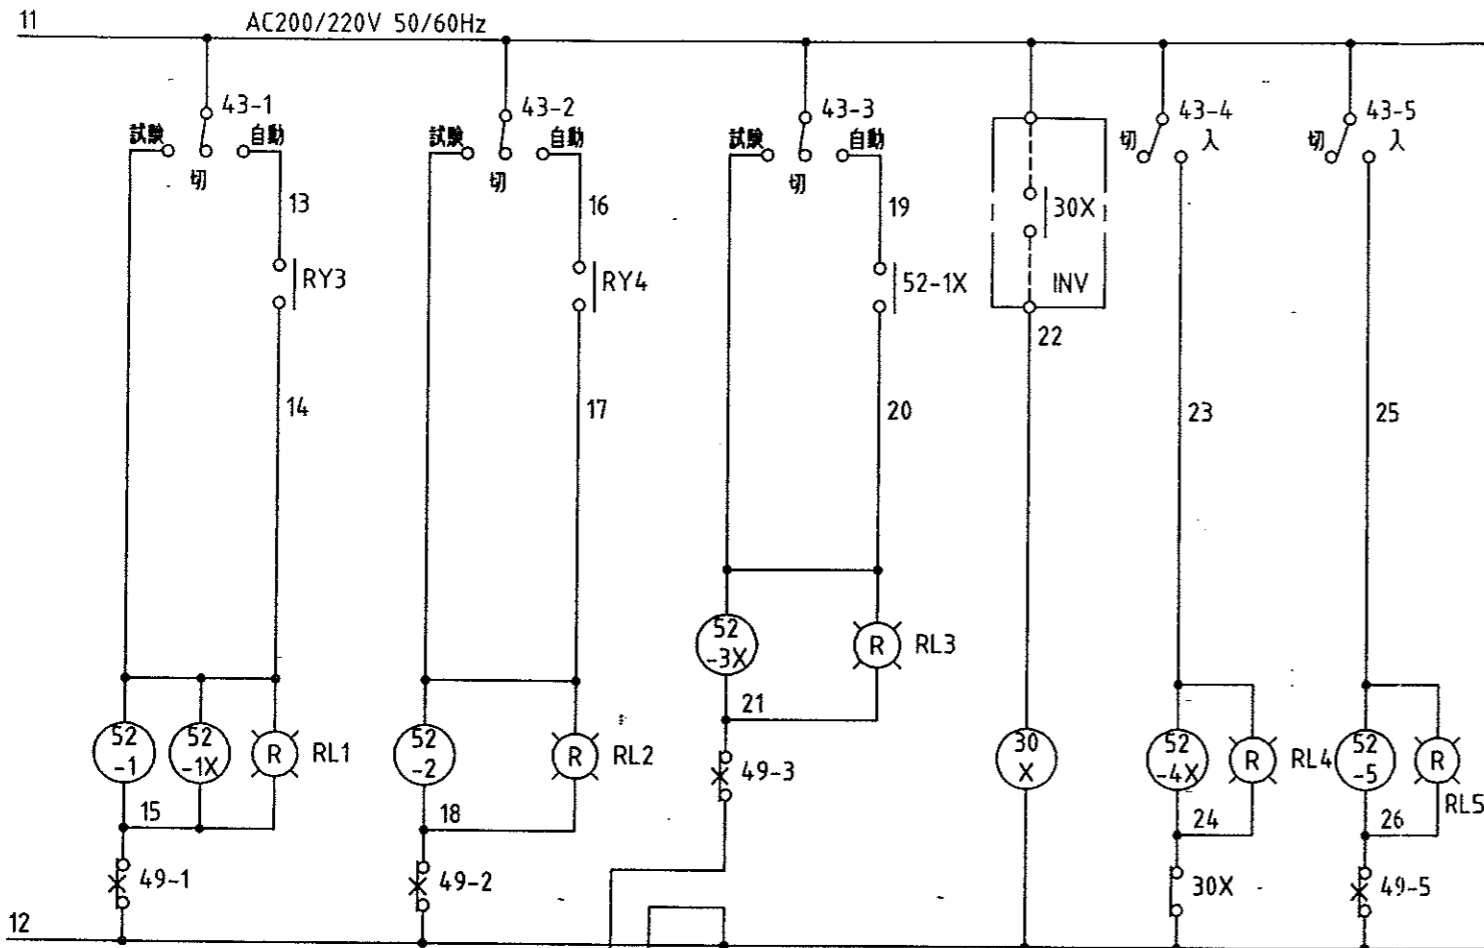 11
AC200/220V 50/60Hz
43-1
43-2
43-3
43-4
43-5
試験
自動
切
試験
自動
切
試験
自動
切
切
入
切
入
13
16
19
30X
INV
RY3
RY4
52-1X
22
14
17
20
23
25
52
-3X
R
RL3
21
52
-1
52
-1X
R
RL1
52
-2
R
RL2
49-3
30
X
52
-4X
R
RL4
52
-5
R
RL5
15
18
24
26
49-1
49-2
30X
49-5
12